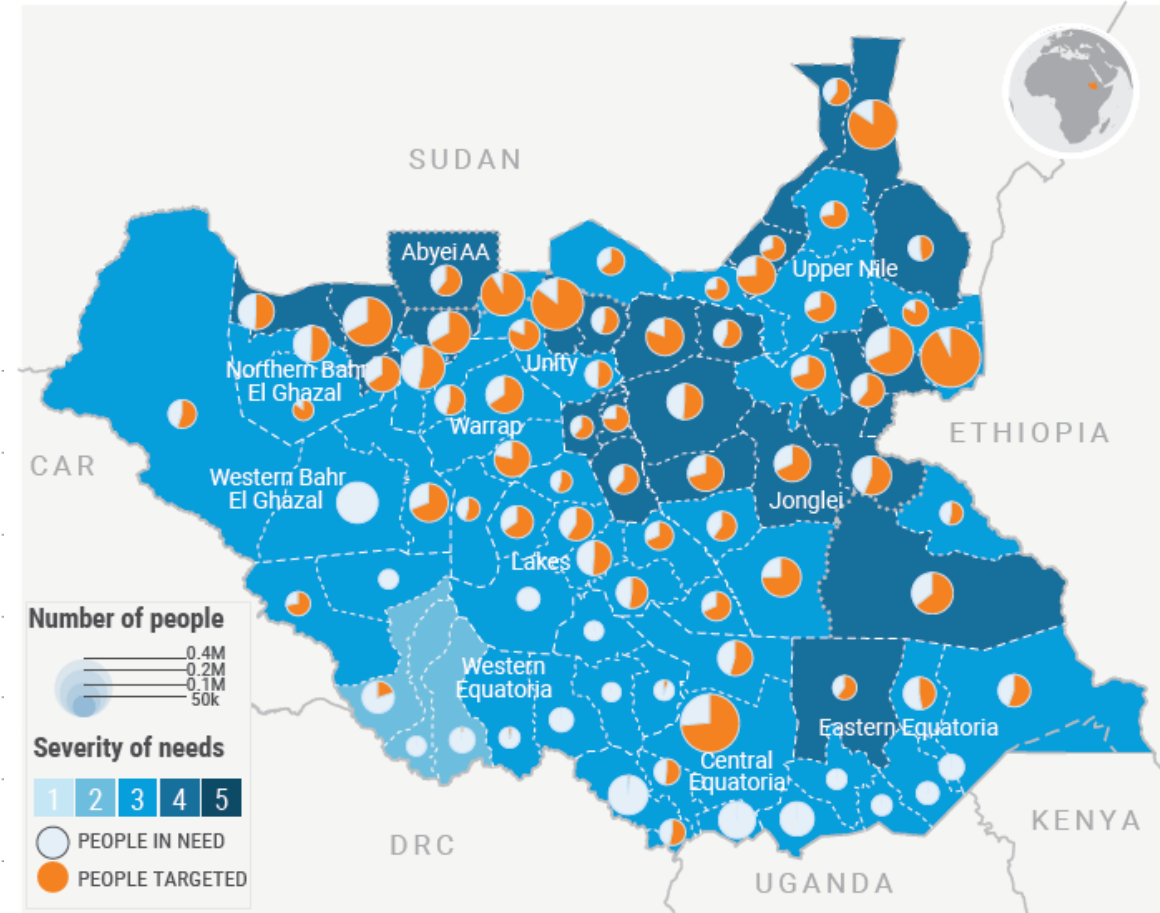 SUDAN
Abyei AA
Upper Nile
Unity
Northern Bahr
El Ghazal
Warrap
ETHIOPIA
CAR
Western Bahr
El Ghazal
Jonglei
Lakes
Number of people
0.4M
0.2M
0.1M
50k
Western
Equatoria
Eastern Equatoria
Severity of needs
Central
Equatoria
1 2 3 4 5
KENYA
PEOPLE IN NEED
DRC
PEOPLE TARGETED
UGANDA